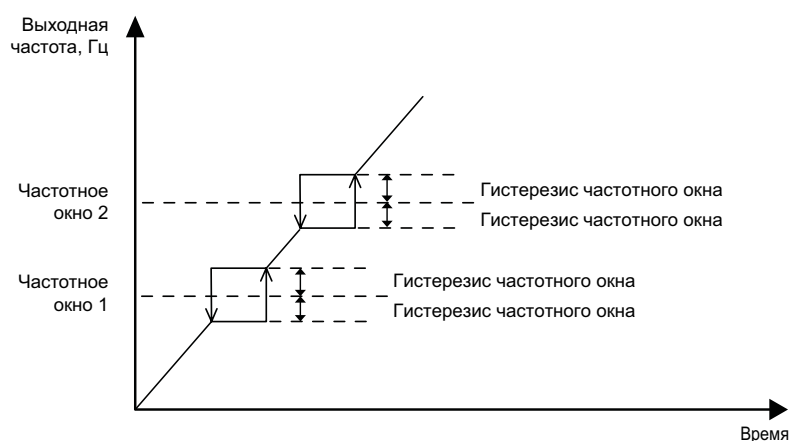 Выходная
частота, Гц
Частотное
окно 2
Гистерезис частотного окна
Гистерезис частотного окна
Частотное
окно 1
Гистерезис частотного окна
Гистерезис частотного окна
Время